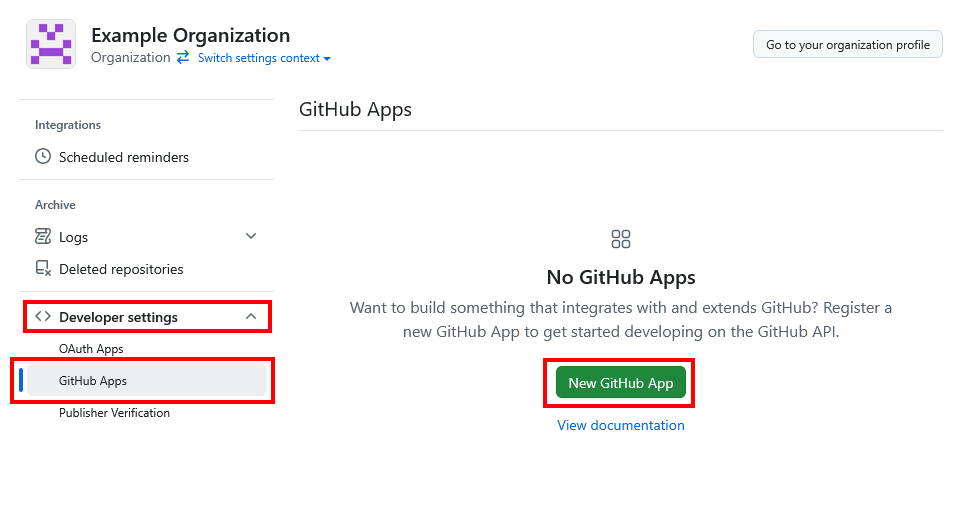 Example Organization
Organization Switch settings context
Go to your organization profile
Integrations
Scheduled reminders
Archive
Logs
Deleted repositories
Developer settings
OAuth Apps
GitHub Apps
Publisher Verification
GitHub Apps
No GitHub Apps
Want to build something that integrates with and extends GitHub? Register a
new GitHub App to get started developing on the GitHub API.
New GitHub App
View documentation